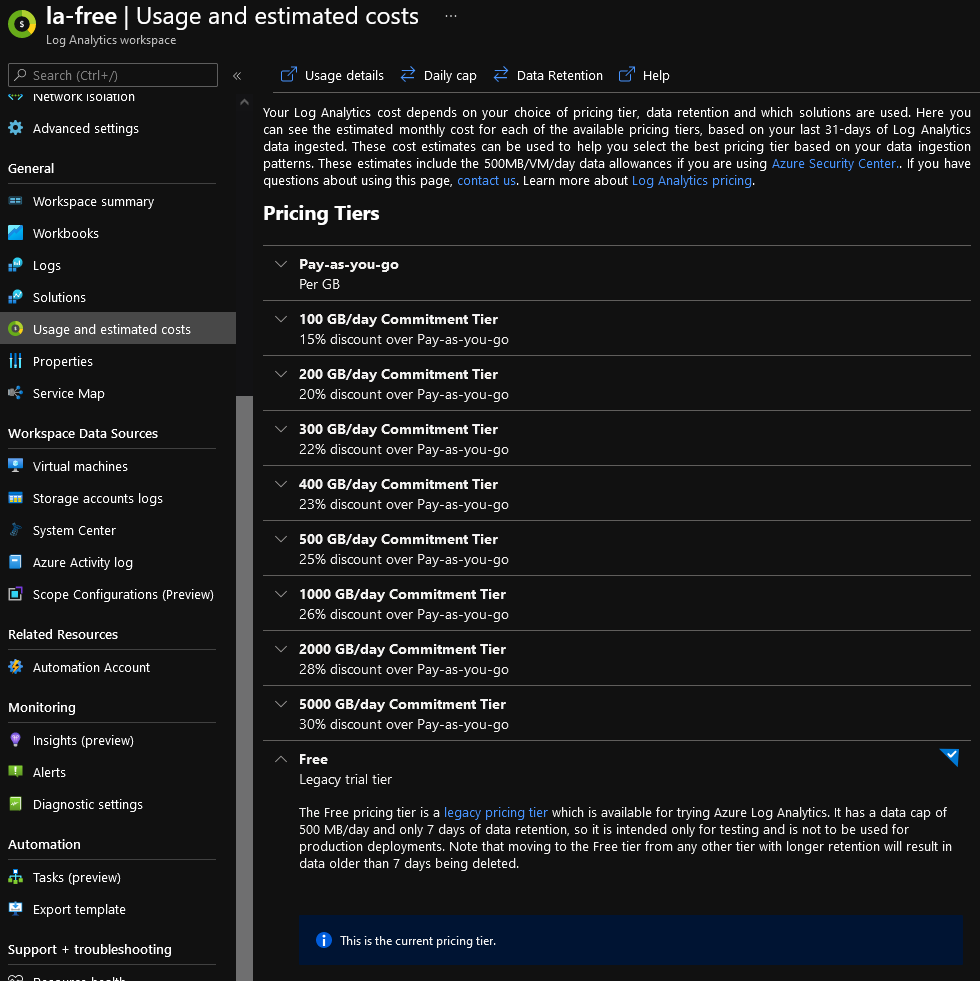 la-free | Usage and estimated costs ...
Log Analytics workspace
Search (Ctrl+/)
«
Network Isolation
Advanced settings
General
Workspace summary
Workbooks
Logs
Solutions
Usage and estimated costs
Properties
Service Map
Workspace Data Sources
Virtual machines
Storage accounts logs
System Center
Azure Activity log
Scope Configurations (Preview)
Related Resources
Automation Account
Monitoring
Insights (preview)
Alerts
Diagnostic settings
Automation
Tasks (preview)
Export template
Support + troubleshooting
Resource health
Usage details Daily cap Data Retention Help
Your Log Analytics cost depends on your choice of pricing tier, data retention and which solutions are used. Here you
can see the estimated monthly cost for each of the available pricing tiers, based on your last 31-days of Log Analytics
data ingested. These cost estimates can be used to help you select the best pricing tier based on your data ingestion
patterns. These estimates include the 500MB/VM/day data allowances if you are using Azure Security Center.. If you have
questions about using this page, contact us. Learn more about Log Analytics pricing.
Pricing Tiers
Pay-as-you-go
Per GB
100 GB/day Commitment Tier
15% discount over Pay-as-you-go
200 GB/day Commitment Tier
20% discount over Pay-as-you-go
300 GB/day Commitment Tier
22% discount over Pay-as-you-go
400 GB/day Commitment Tier
23% discount over Pay-as-you-go
500 GB/day Commitment Tier
25% discount over Pay-as-you-go
1000 GB/day Commitment Tier
26% discount over Pay-as-you-go
2000 GB/day Commitment Tier
28% discount over Pay-as-you-go
5000 GB/day Commitment Tier
30% discount over Pay-as-you-go
Free
Legacy trial tier
The Free pricing tier is a legacy pricing tier which is available for trying Azure Log Analytics. It has a data cap of
500 MB/day and only 7 days of data retention, so it is intended only for testing and is not to be used for
production deployments. Note that moving to the Free tier from any other tier with longer retention will result in
data older than 7 days being deleted.
This is the current pricing tier.